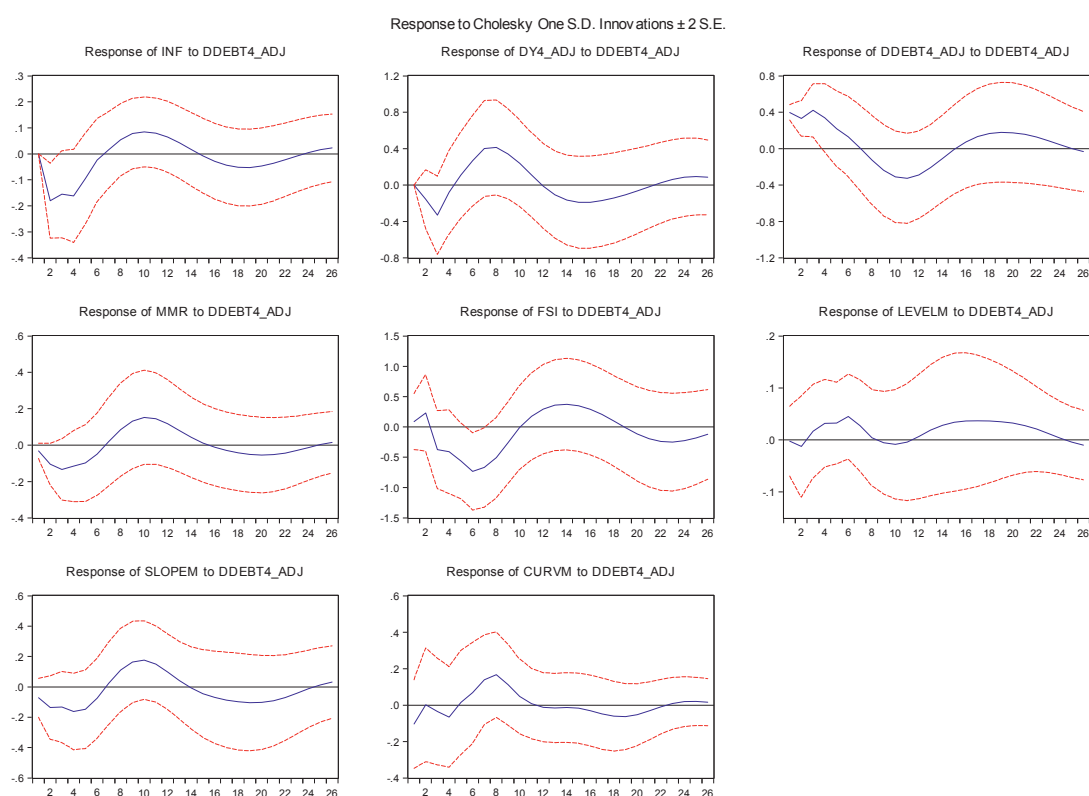 Response to Cholesky One S.D. Innovations ± 2 S.E.
Response of INF to DDEBT4_ADJ
.3
.2
.1
.0
-.1
-.2
-.3
-.4
2 4 6 8 10 12 14 16 18 20 22 24 26
Response of DY4_ADJ to DDEBT4_ADJ
1.2
0.8
0.4
0.0
-0.4
-0.8
2 4 6 8 10 12 14 16 18 20 22 24 26
Response of DDEBT4_ADJ to DDEBT4_ADJ
0.8
0.4
0.0
-0.4
-0.8
-1.2
2 4 6 8 10 12 14 16 18 20 22 24 26
Response of MMR to DDEBT4_ADJ
.6
.4
.2
.0
-.2
-.4
2 4 6 8 10 12 14 16 18 20 22 24 26
Response of FSI to DDEBT4_ADJ
1.5
1.0
0.5
0.0
-0.5
-1.0
-1.5
2 4 6 8 10 12 14 16 18 20 22 24 26
Response of LEVELM to DDEBT4_ADJ
.2
.1
.0
-.1
2 4 6 8 10 12 14 16 18 20 22 24 26
Response of SLOPEM to DDEBT4_ADJ
.6
.4
.2
.0
-.2
-.4
-.6
2 4 6 8 10 12 14 16 18 20 22 24 26
Response of CURVM to DDEBT4_ADJ
.6
.4
.2
.0
-.2
-.4
2 4 6 8 10 12 14 16 18 20 22 24 26